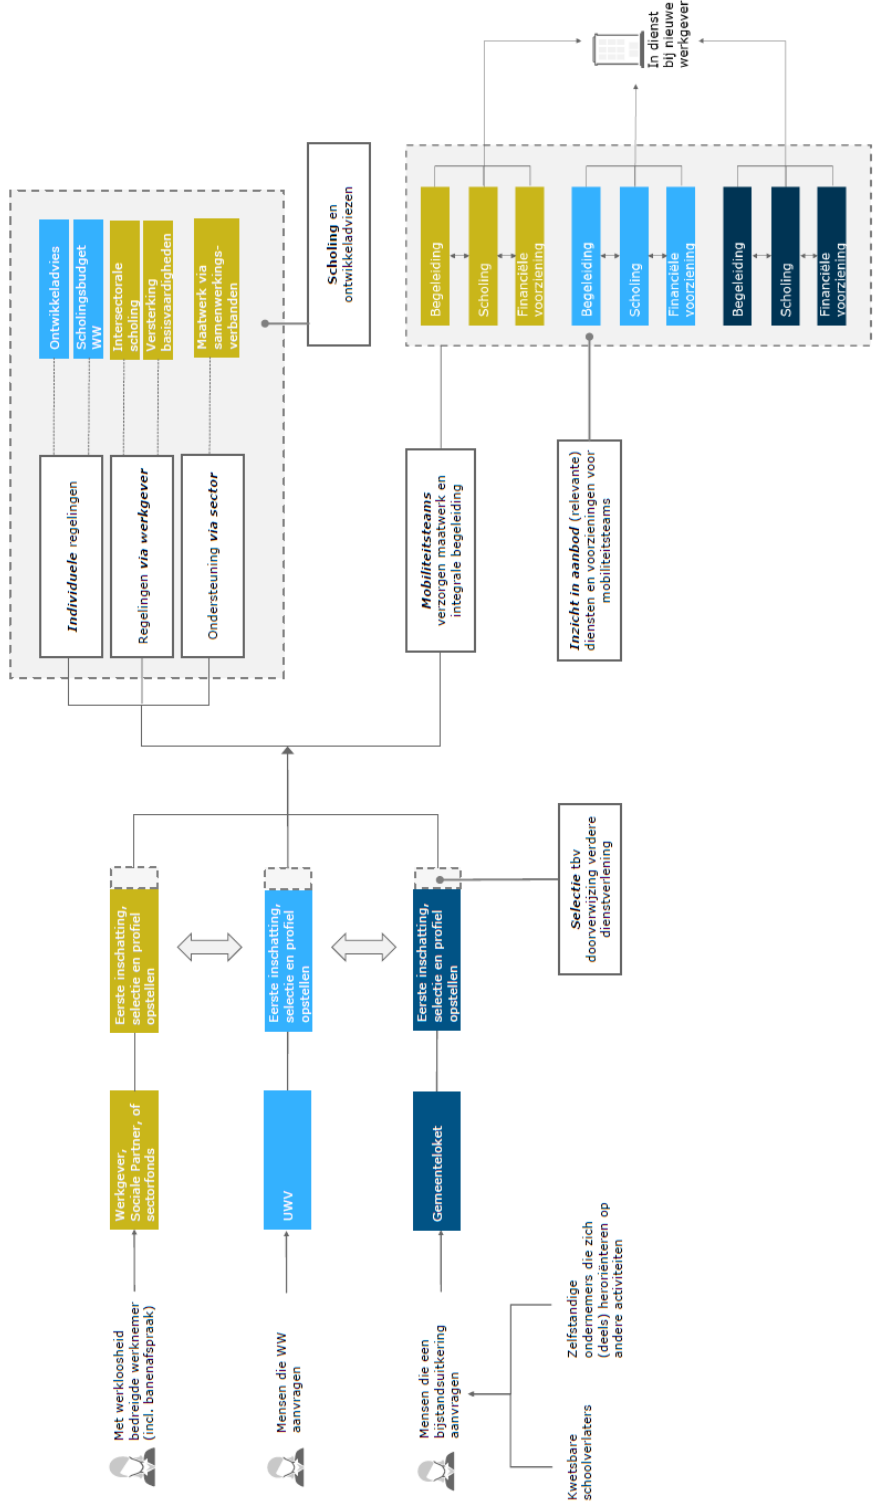 Met werkloosheid
bedreigde werknemer
(incl. banenafspraak)
Werkgever,
Sociale Partner, of
sectorfonds
Eerste inschatting,
selectie en profiel
opstellen
Mensen die WW
aanvragen
UWV
Eerste inschatting,
selectie en profiel
opstellen
Mensen die een
bijstandsuitkering
aanvragen
Gemeenteloket
Eerste inschatting,
selectie en profiel
opstellen
Kwetsbare
schoolverlaters
Zelfstandige
ondernemers die zich
(deels) heroriënteren op
andere activiteiten
Selectie tbv
doorverwijzing verdere
dienstverlening
Individuele regelingen
Ontwikkeladvies
Scholingsbudget
WW
Regelingen via werkgever
Intersectorale
scholing
Versterking
basisvaardigheden
Ondersteuning via sector
Maatwerk via
samenwerkings-
verbanden
Scholing en
ontwikkeladviezen
Mobiliteitsteams
verzorgen maatwerk en
integrale begeleiding
Inzicht in aanbod (relevante)
diensten en voorzieningen voor
mobiliteitsteams
Begeleiding
Scholing
Financiële
voorziening
Begeleiding
Scholing
Financiële
voorziening
Begeleiding
Scholing
Financiële
voorziening
In dienst
bij nieuwe
werkgever